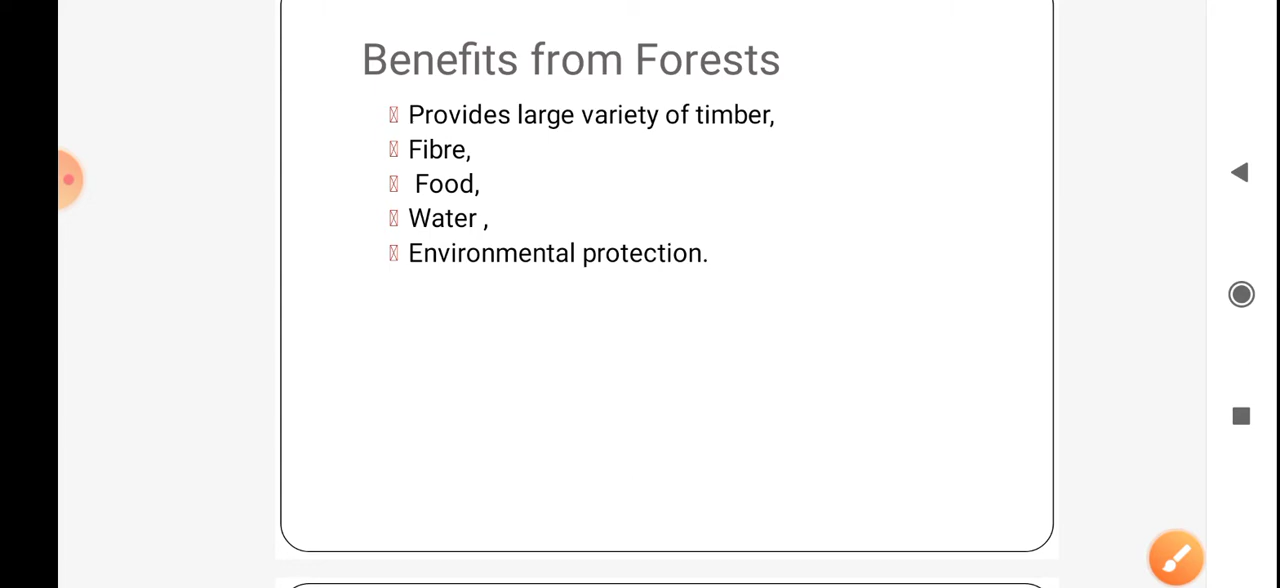 Benefits from Forests
Provides large variety of timber,
Fibre,
Food,
Water ,
Environmental protection.